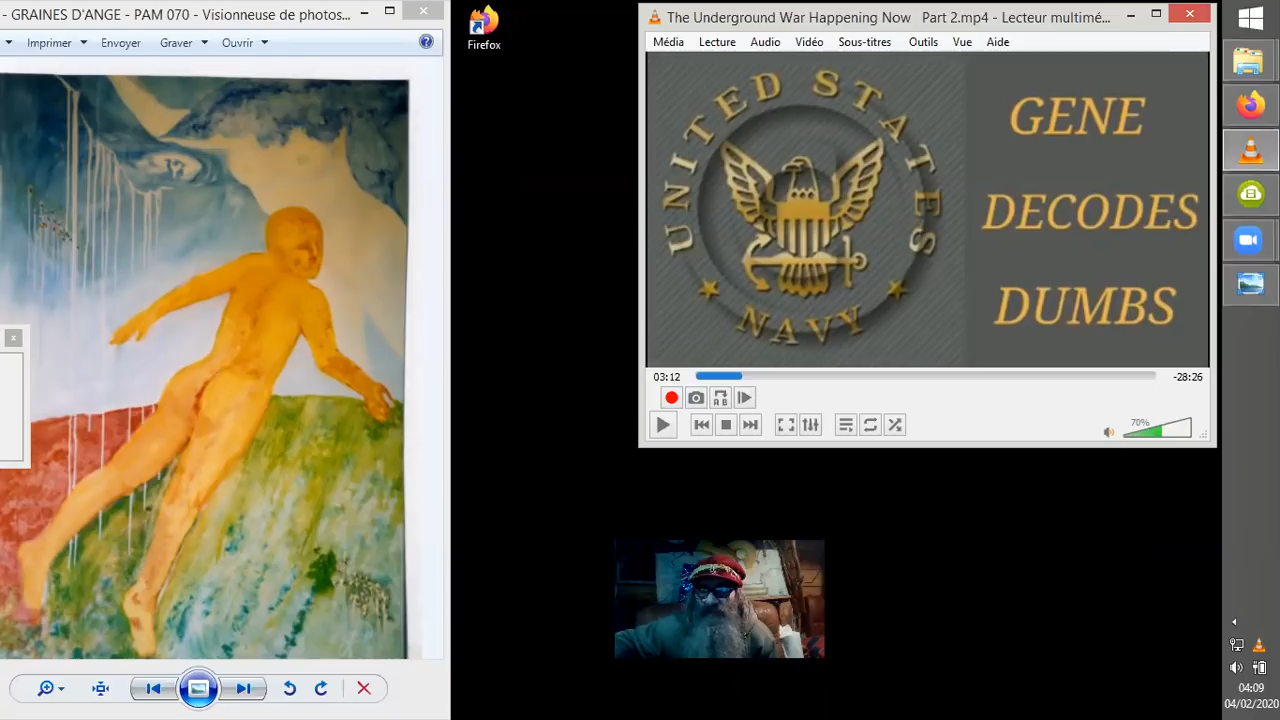 - GRAINES D'ANGE - PAM 070 - Visionneuse de photos...
Imprimer Envoyer Graver Ouvrir
Firefox
The Underground War Happening Now Part 2.mp4 - Lecteur multimé...
Média Lecture Audio Vidéo Sous-titres Outils Vue Aide
UNITED STATES
NAVY
GENE
DECODES
DUMBS
03:12 -28:26
70%
04:09
04/02/2020